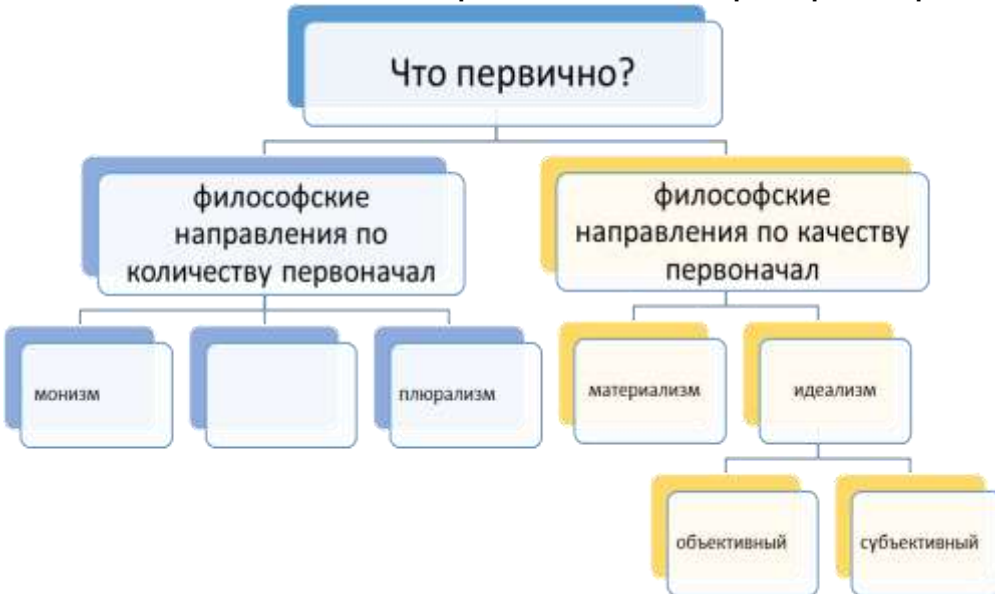 Что первично?
философские
направления по
количеству первоначал
философские
направления по качеству
первоначал
монизм
плюрализм
материализм
идеализм
объективный
субъективный